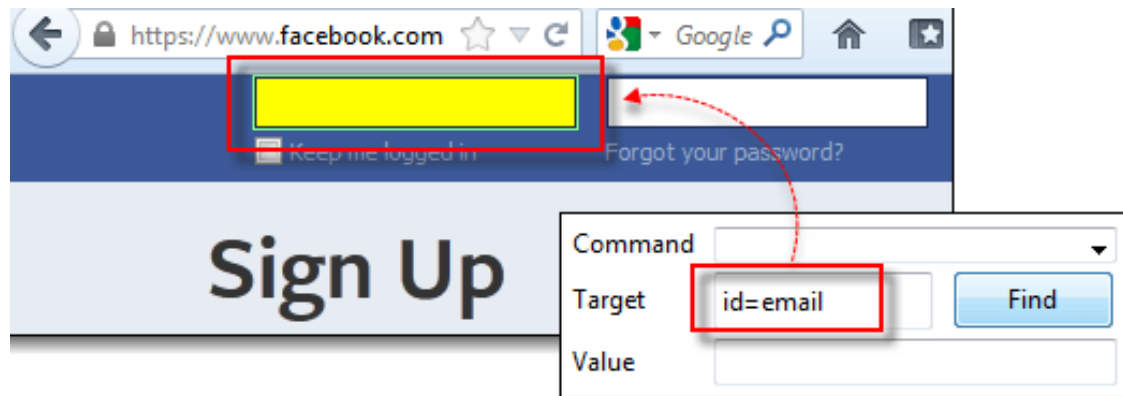 https://www.facebook.com Google
Keep me logged in Forgot your password?
Sign Up
Command
Target id=email Find
Value